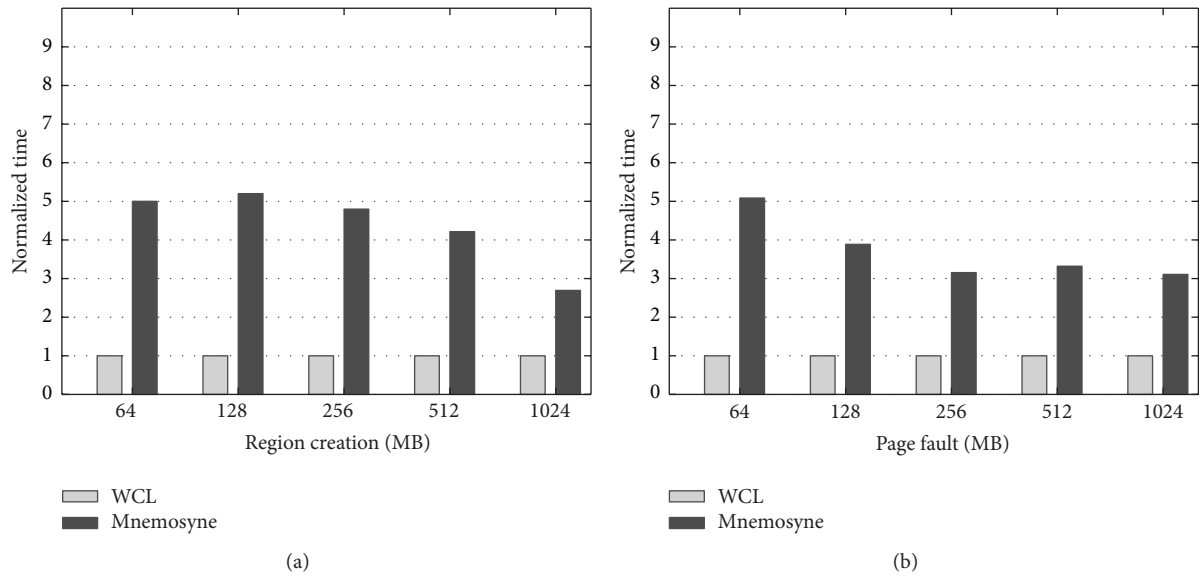 Normalized time
9
8
7
6
5
4
3
2
1
0
64 128 256 512 1024
Region creation (MB)
WCL
Mnemosyne
(a)
Normalized time
9
8
7
6
5
4
3
2
1
0
64 128 256 512 1024
Page fault (MB)
WCL
Mnemosyne
(b)